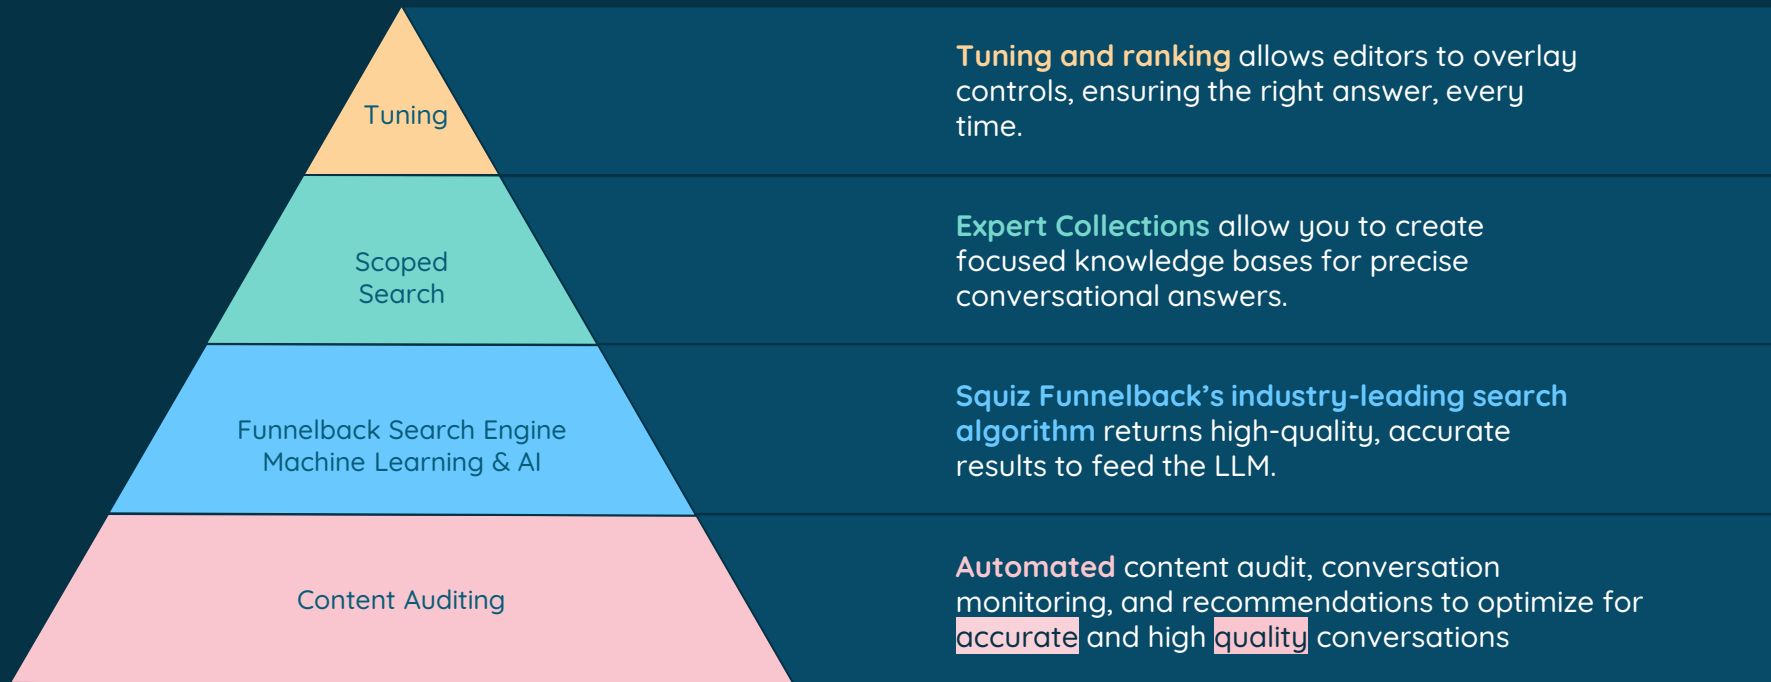 Tuning
Tuning and ranking allows editors to overlay
controls, ensuring the right answer, every
time.
Scoped
Search
Expert Collections allow you to create
focused knowledge bases for precise
conversational answers.
Funnelback Search Engine
Machine Learning & AI
Squiz Funnelback’s industry-leading search
algorithm returns high-quality, accurate
results to feed the LLM.
Content Auditing
Automated content audit, conversation
monitoring, and recommendations to optimize for
accurate and high quality conversations